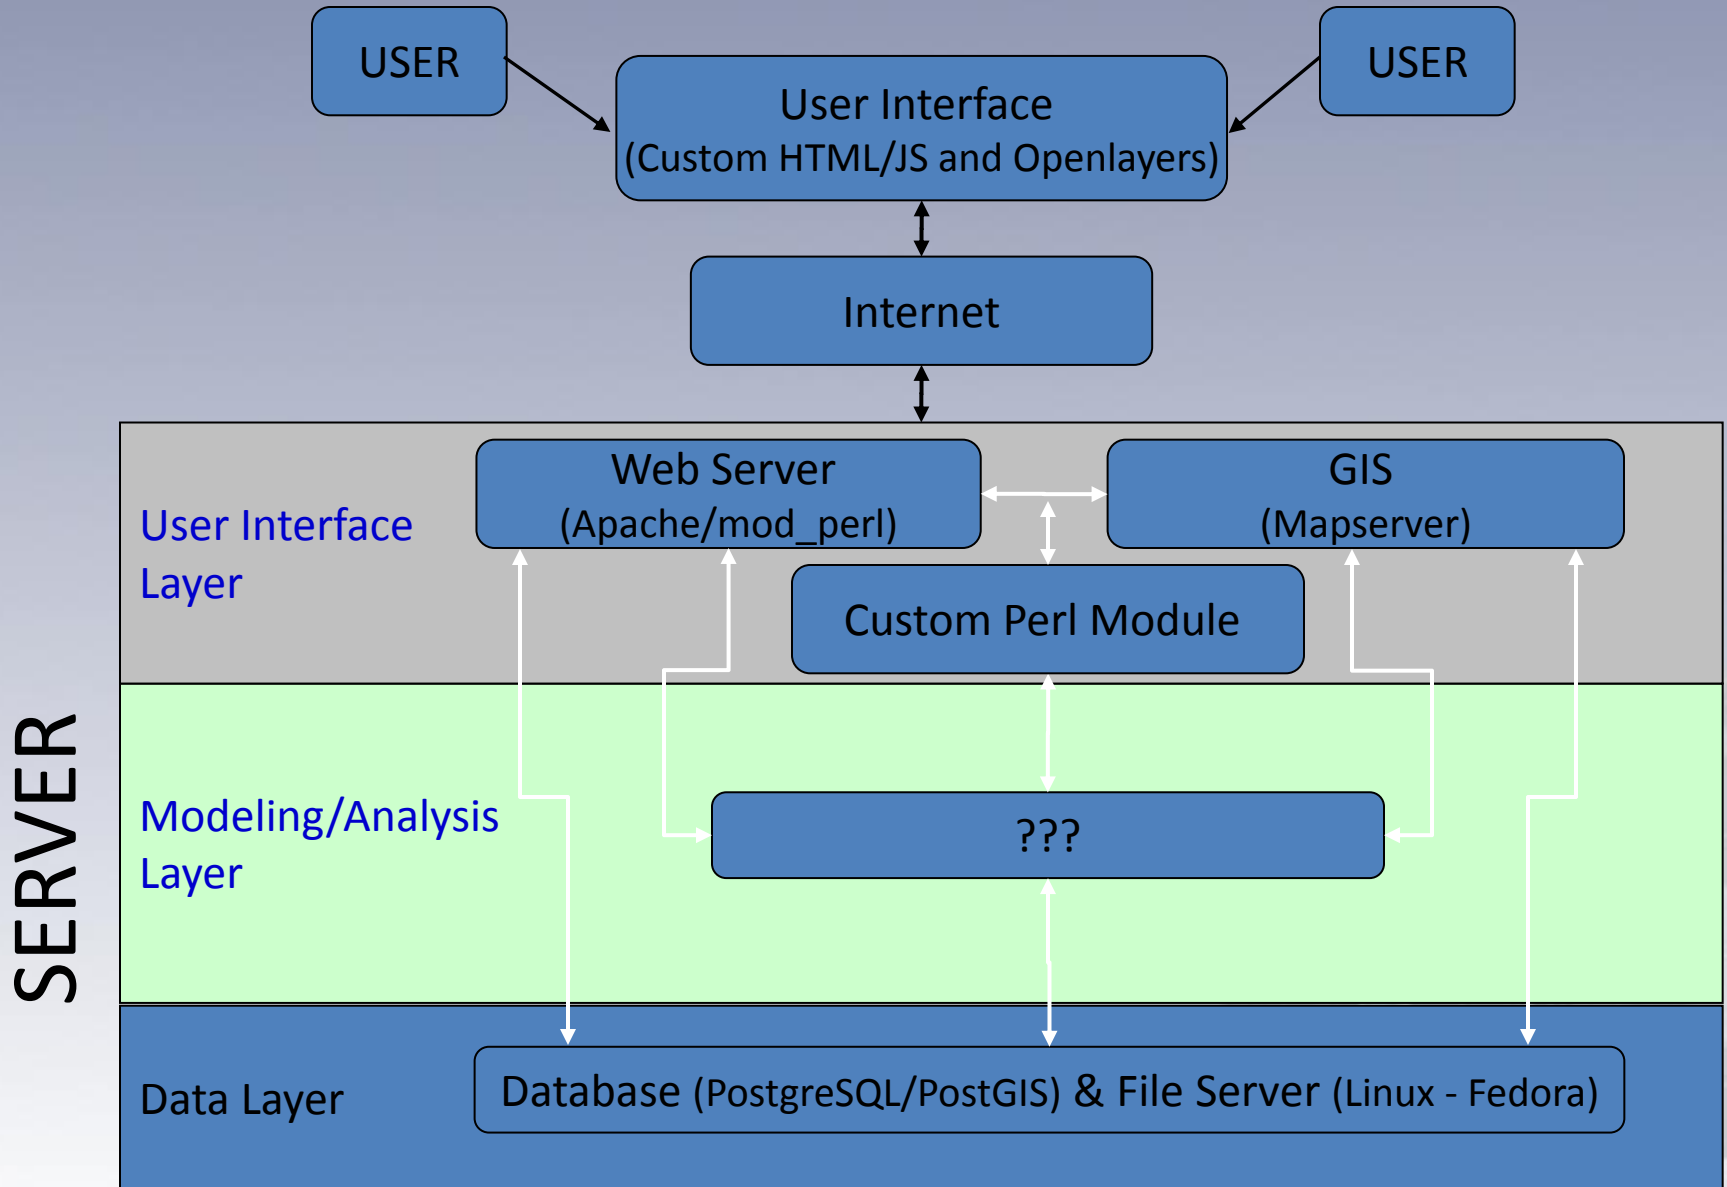 USER
USER
User Interface
(Custom HTML/JS and Openlayers)
Internet
Web Server
(Apache/mod_perl)
GIS
(Mapserver)
User Interface
Layer
Custom Perl Module
SERVER
Modeling/Analysis
Layer
???
Data Layer
Database (PostgreSQL/PostGIS) & File Server (Linux - Fedora)